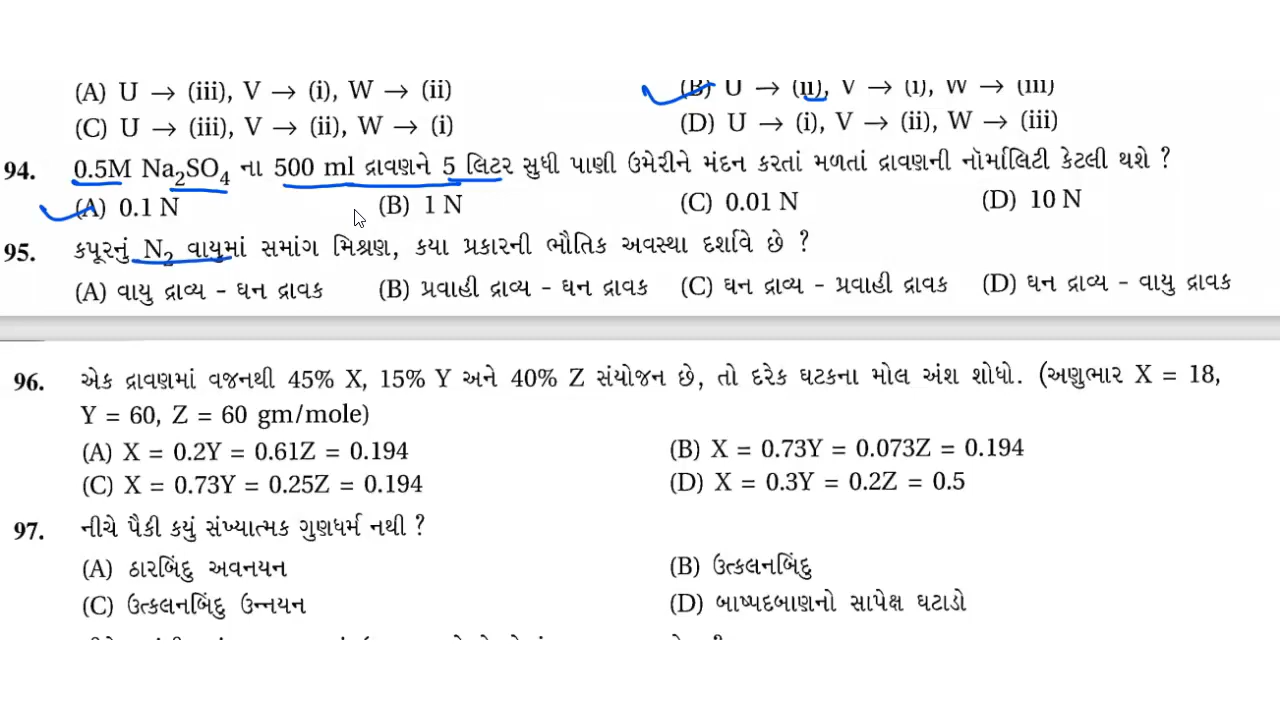 (A) U → (iii), V → (i), W → (ii)
(B) U → (ii), V → (i), W → (iii)
(C) U → (iii), V → (ii), W → (i)
(D) U → (i), V → (ii), W → (iii)
94. 0.5M Na₂SO₄ ના 500 ml દ્રાવણને 5 લિટર સુધી પાણી ઉમેરીને મંદન કરતાં મળતાં દ્રાવણની નૉર્માલિટી કેટલી થશે ?
(A) 0.1 N (B) 1 N (C) 0.01 N (D) 10 N
95. કપૂરનું N₂ વાયુમાં સમાંગ મિશ્રણ, કયા પ્રકારની ભૌતિક અવસ્થા દર્શાવે છે ?
(A) વાયુ દ્રાવ્ય - ઘન દ્રાવક (B) પ્રવાહી દ્રાવ્ય - ઘન દ્રાવક (C) ઘન દ્રાવ્ય - પ્રવાહી દ્રાવક (D) ઘન દ્રાવ્ય - વાયુ દ્રાવક
96. એક દ્રાવણમાં વજનથી 45% X, 15% Y અને 40% Z સંયોજન છે, તો દરેક ઘટકના મોલ અંશ શોધો. (અણુભાર X = 18,
Y = 60, Z = 60 gm/mole)
(A) X = 0.2Y = 0.61Z = 0.194 (B) X = 0.73Y = 0.073Z = 0.194
(C) X = 0.73Y = 0.25Z = 0.194 (D) X = 0.3Y = 0.2Z = 0.5
97. નીચે પૈકી કયું સંખ્યાત્મક ગુણધર્મ નથી ?
(A) ઠારબિંદુ અવનયન (B) ઉત્કલનબિંદુ
(C) ઉત્કલનબિંદુ ઉન્નયન (D) બાષ્પદબાણનો સાપેક્ષ ઘટાડો